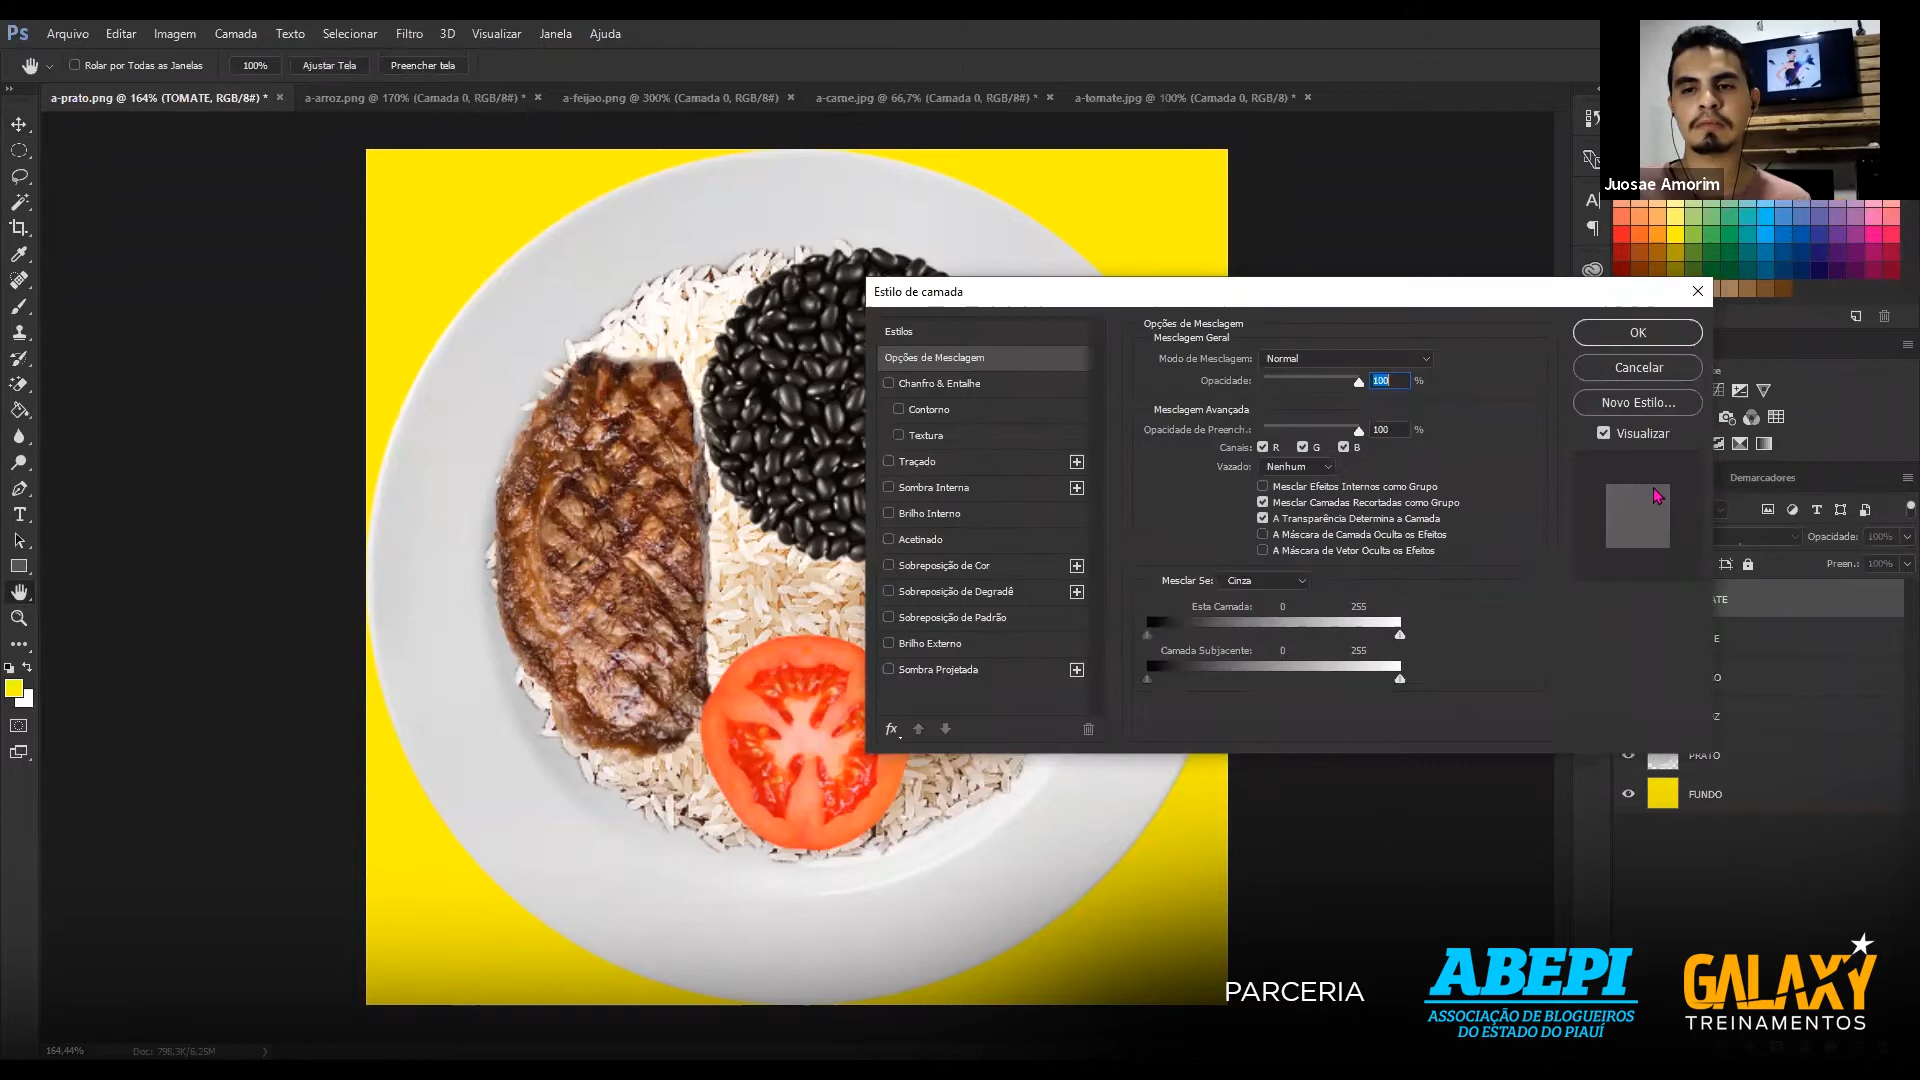 Ps Arquivo Editar Imagem Camada Texto Selecionar Filtro 3D Visualizar Janela Ajuda
Rolar por Todas as Janelas 100% Ajustar Tela Preencher tela
a-prato.png @ 164% (TOMATE, RGB/8#) * × a-arroz.png @ 170% (Camada 0, RGB/8#) * × a-feijao.png @ 300% (Camada 0, RGB/8#) × a-carne.jpg @ 66,7% (Camada 0, RGB/8#) * × a-tomate.jpg @ 100% (Camada 0, RGB/8) * ×
Juosae Amorim
Estilo de camada
Estilos
Opções de Mesclagem
Chanfro & Entalhe
Contorno
Textura
Traçado
Sombra Interna
Brilho Interno
Acetinado
Sobreposição de Cor
Sobreposição de Degradê
Sobreposição de Padrão
Brilho Externo
Sombra Projetada
fx
Opções de Mesclagem
Mesclagem Geral
Modo de Mesclagem: Normal
Opacidade: 100 %
Mesclagem Avançada
Opacidade de Preench.: 100 %
Canais: R G B
Vazado: Nenhum
Mesclar Efeitos Internos como Grupo
Mesclar Camadas Recortadas como Grupo
A Transparência Determina a Camada
A Máscara de Camada Oculta os Efeitos
A Máscara de Vetor Oculta os Efeitos
Mesclar Se: Cinza
Esta Camada: 0 255
Camada Subjacente: 0 255
OK
Cancelar
Novo Estilo...
Visualizar
Demarcadores
Opacidade: 100%
Preen.: 100%
PRATO
FUNDO
164,44% Doc: 798,3K/6,25M
PARCERIA
ABEPI
ASSOCIAÇÃO DE BLOGUEIROS
DO ESTADO DO PIAUÍ
GALAXY
TREINAMENTOS